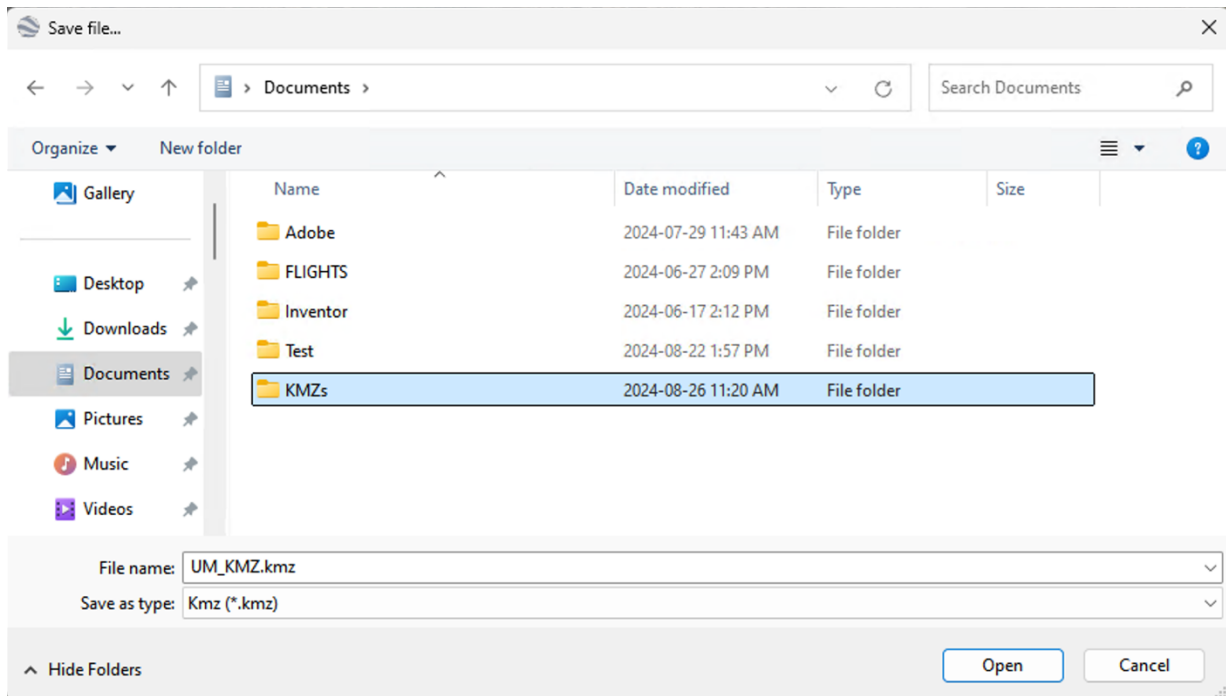 Save file...
Documents
Search Documents
Organize
New folder
Gallery
Desktop
Downloads
Documents
Pictures
Music
Videos
Name Date modified Type Size
Adobe 2024-07-29 11:43 AM File folder
FLIGHTS 2024-06-27 2:09 PM File folder
Inventor 2024-06-17 2:12 PM File folder
Test 2024-08-22 1:57 PM File folder
KMZs 2024-08-26 11:20 AM File folder
File name: UM_KMZ.kmz
Save as type: Kmz (*.kmz)
Hide Folders
Open
Cancel